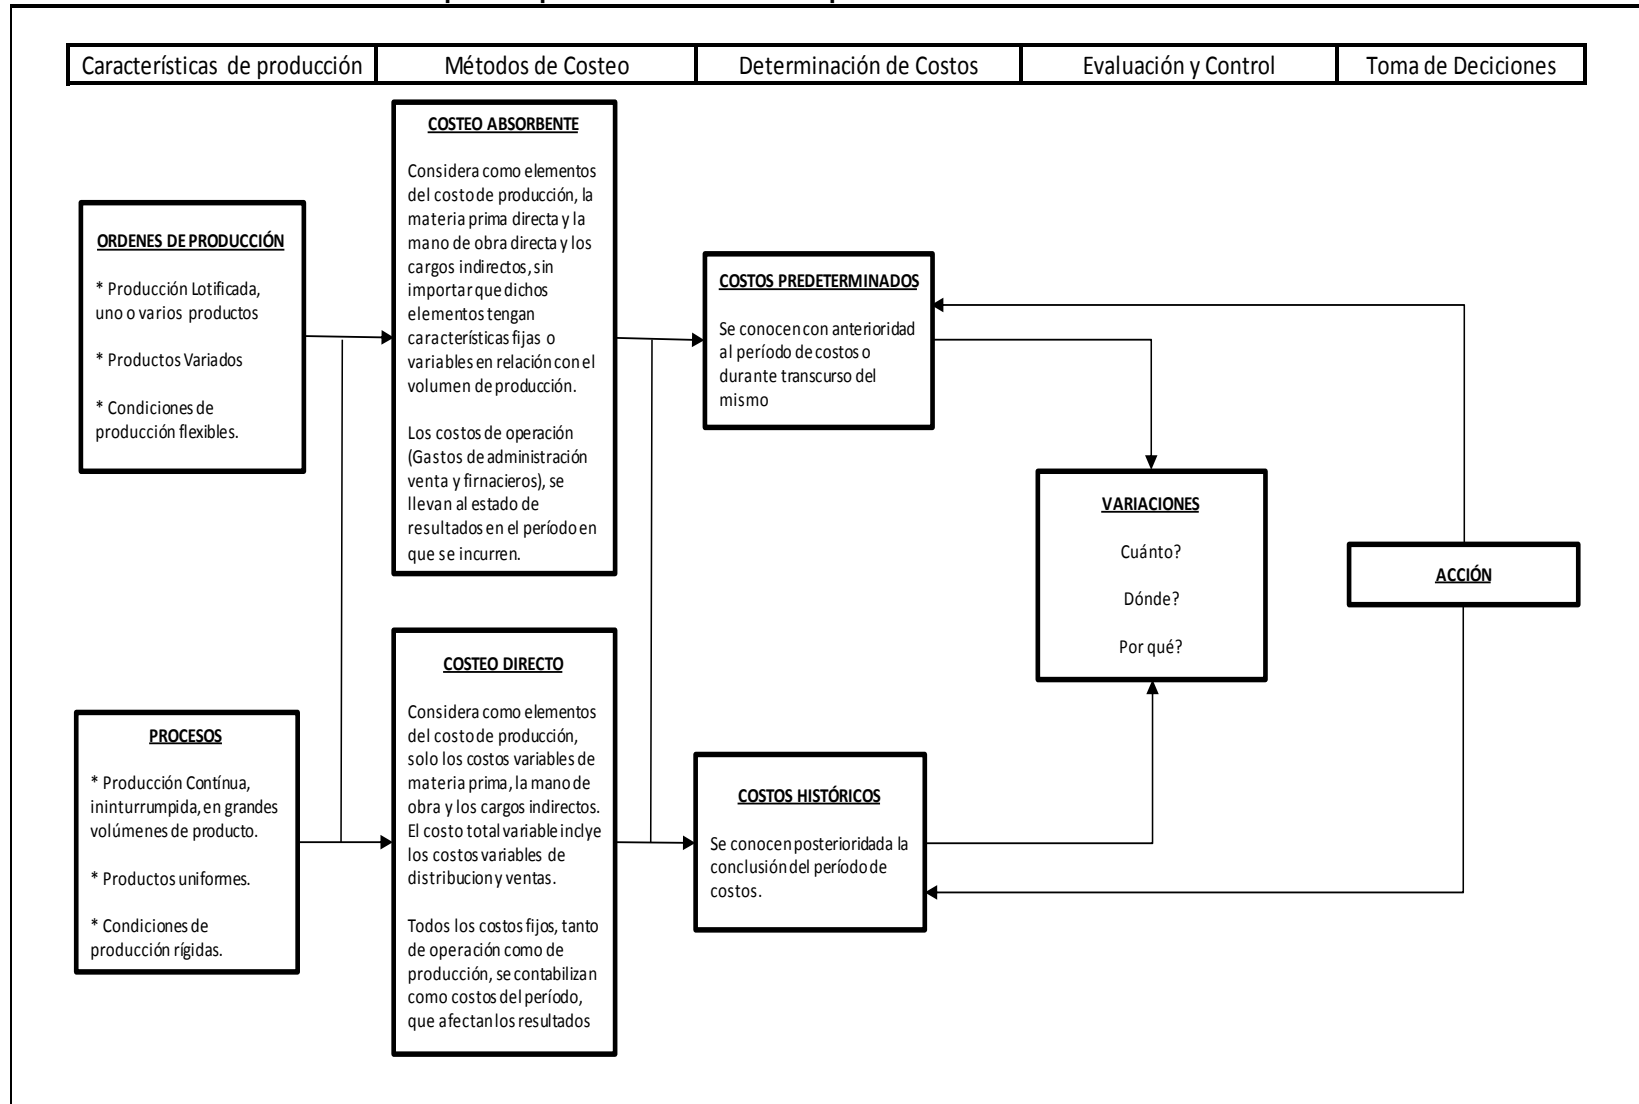 Características de producción
Métodos de Costeo
Determinación de Costos
Evaluación y Control
Toma de Deciciones
ORDENES DE PRODUCCIÓN
* Producción Lotificada,
uno o varios productos
* Productos Variados
* Condiciones de
producción flexibles.
PROCESOS
* Producción Contínua,
ininturrumpida, en grandes
volúmenes de producto.
* Productos uniformes.
* Condiciones de
producción rígidas.
COSTEO ABSORBENTE
Considera como elementos
del costo de producción, la
materia prima directa y la
mano de obra directa y los
cargos indirectos, sin
importar que dichos
elementos tengan
características fijas o
variables en relación con el
volumen de producción.
Los costos de operación
(Gastos de administración
venta y firnacieros), se
llevan al estado de
resultados en el período en
que se incurren.
COSTEO DIRECTO
Considera como elementos
del costo de producción,
solo los costos variables de
materia prima, la mano de
obra y los cargos indirectos.
El costo total variable inclye
los costos variables de
distribucion y ventas.
Todos los costos fijos, tanto
de operación como de
producción, se contabilizan
como costos del período,
que afectan los resultados
COSTOS PREDETERMINADOS
Se conocen con anterioridad
al período de costos o
durante transcurso del
mismo
COSTOS HISTÓRICOS
Se conocen posterioridada la
conclusión del período de
costos.
VARIACIONES
Cuánto?
Dónde?
Por qué?
ACCIÓN